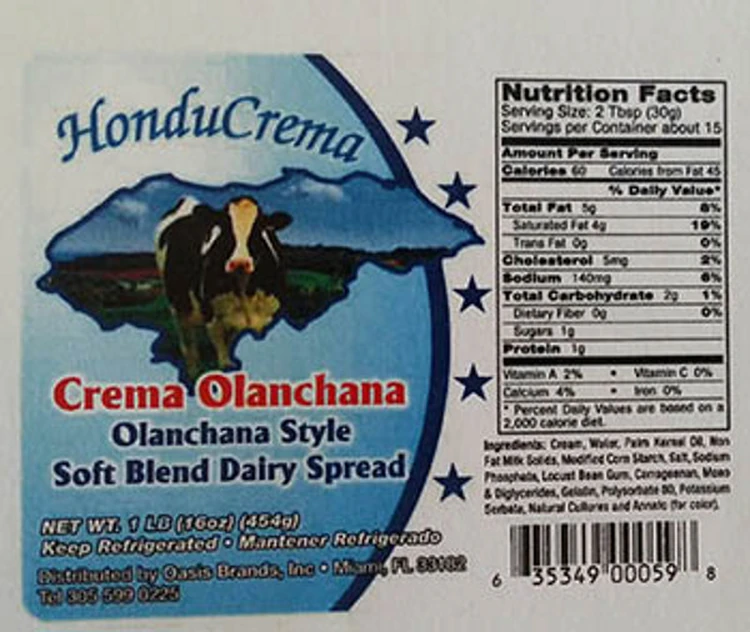 HonduCrema
Crema Olanchana
Olanchana Style
Soft Blend Dairy Spread
NET WT. 1 LB (16oz) (454g)
Keep Refrigerated • Mantener Refrigerado
Distributed by Oasis Brands, Inc • Miami, FL 33182
Tel 305 599 0225
Nutrition Facts
Serving Size: 2 Tbsp (30g)
Servings per Container about 15
Amount Per Serving
Calories 60 Calories from Fat 45
% Daily Value*
Total Fat 5g 8%
Saturated Fat 4g 19%
Trans Fat 0g 0%
Cholesterol 5mg 2%
Sodium 140mg 6%
Total Carbohydrate 2g 1%
Dietary Fiber 0g 0%
Sugars 1g
Protein 1g
Vitamin A 2% • Vitamin C 0%
Calcium 4% • Iron 0%
* Percent Daily Values are based on a
2,000 calorie diet.
Ingredients: Cream, Water, Palm Kernel Oil, Non
Fat Milk Solids, Modified Corn Starch, Salt, Sodium
Phosphate, Locust Bean Gum, Carrageenan, Mono
& Diglycerides, Gelatin, Polysorbate 80, Potassium
Sorbate, Natural Cultures and Annato (for color).
6 35349 00059 8